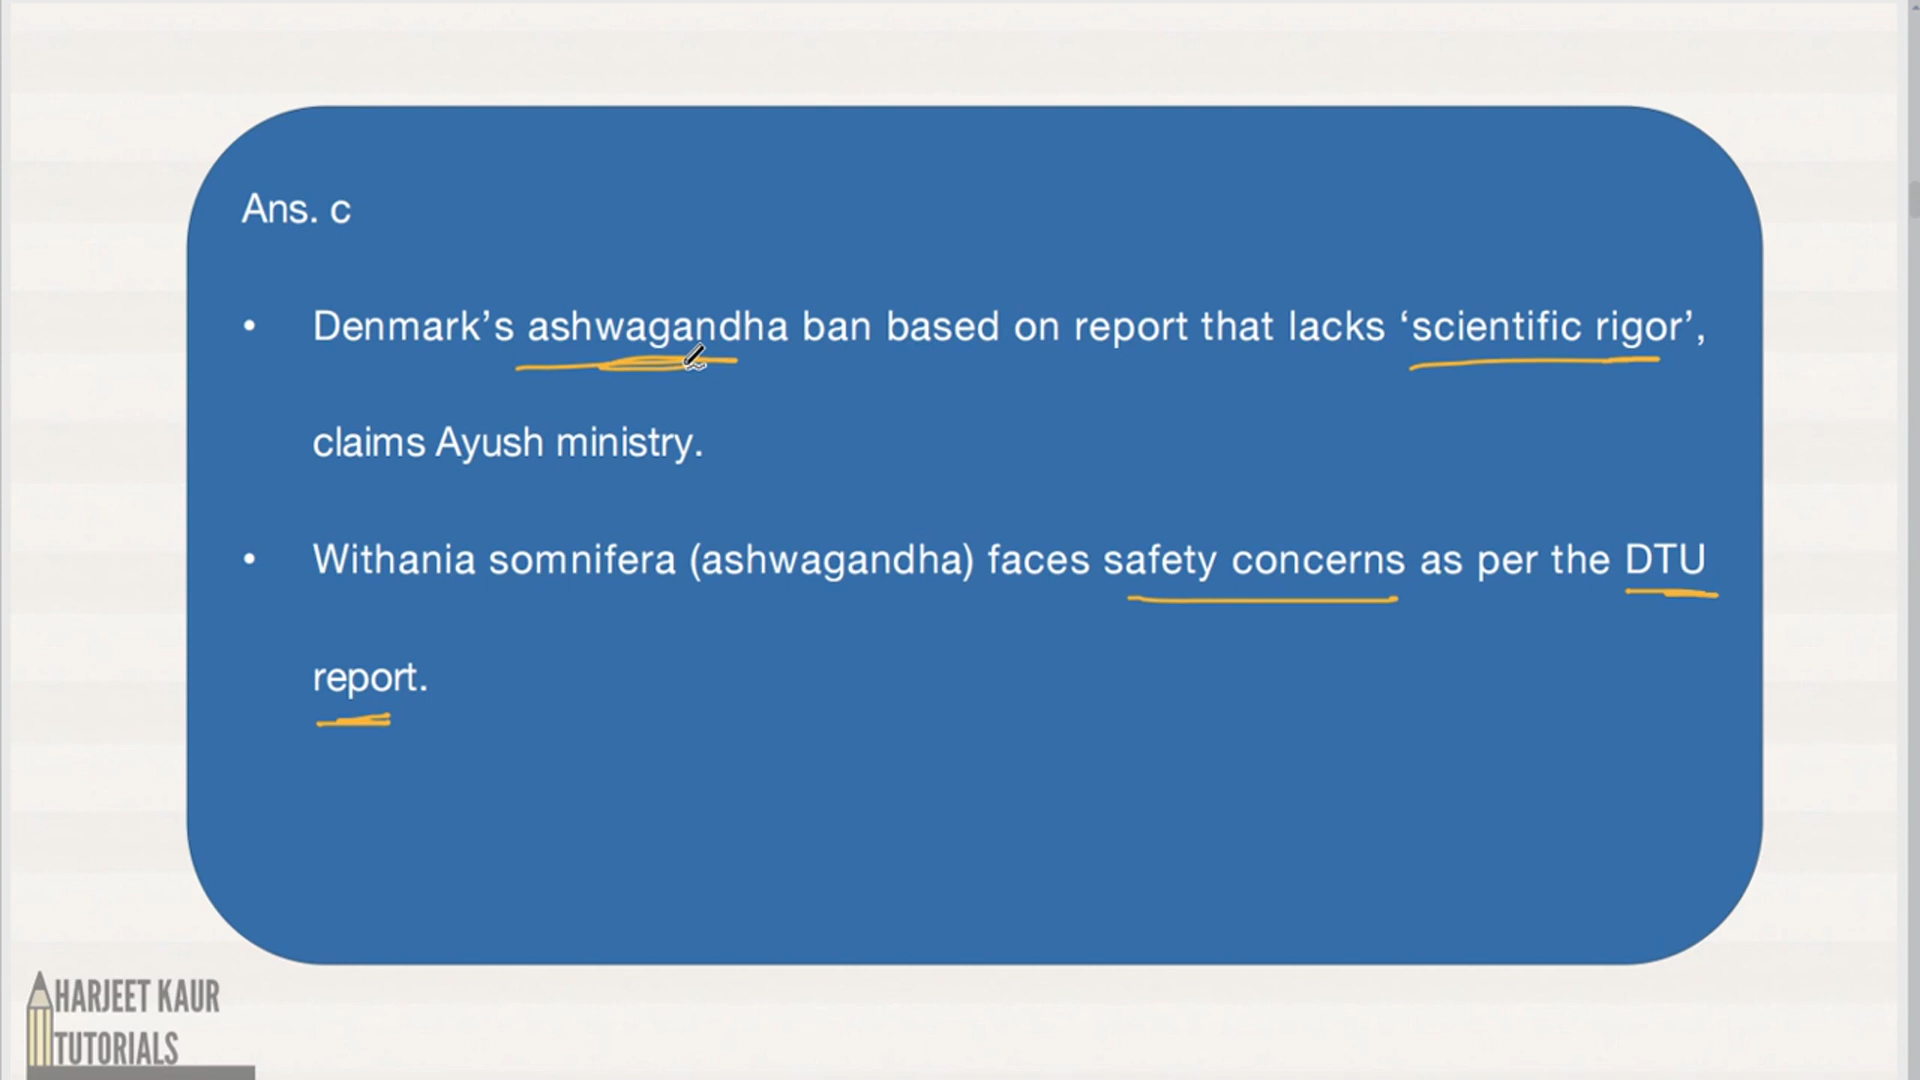 Ans. c
• Denmark’s ashwagandha ban based on report that lacks ‘scientific rigor’,
claims Ayush ministry.
• Withania somnifera (ashwagandha) faces safety concerns as per the DTU
report.
HARJEET KAUR
TUTORIALS